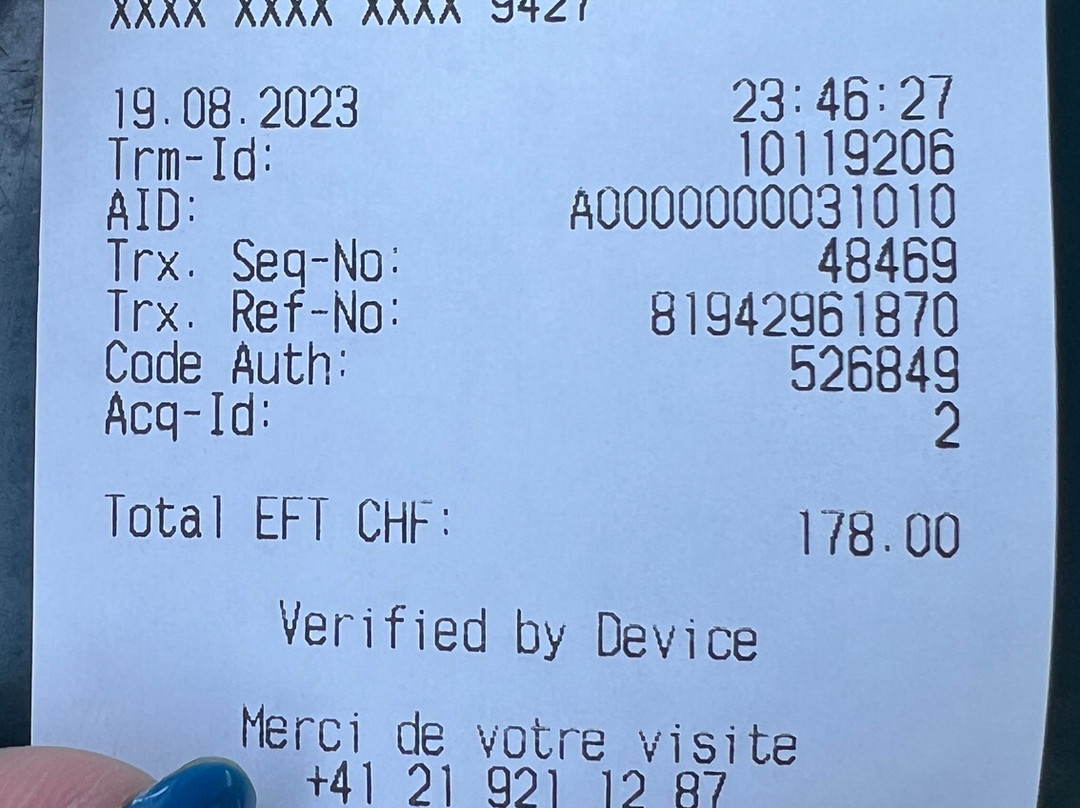 XXXX XXXX XXXX 9427
19.08.2023 23:46:27
Trm-Id: 10119206
AID: A0000000031010
Trx. Seq-No: 48469
Trx. Ref-No: 81942961870
Code Auth: 526849
Acq-Id: 2
Total EFT CHF: 178.00
Verified by Device
Merci de votre visite
+41 21 921 12 87